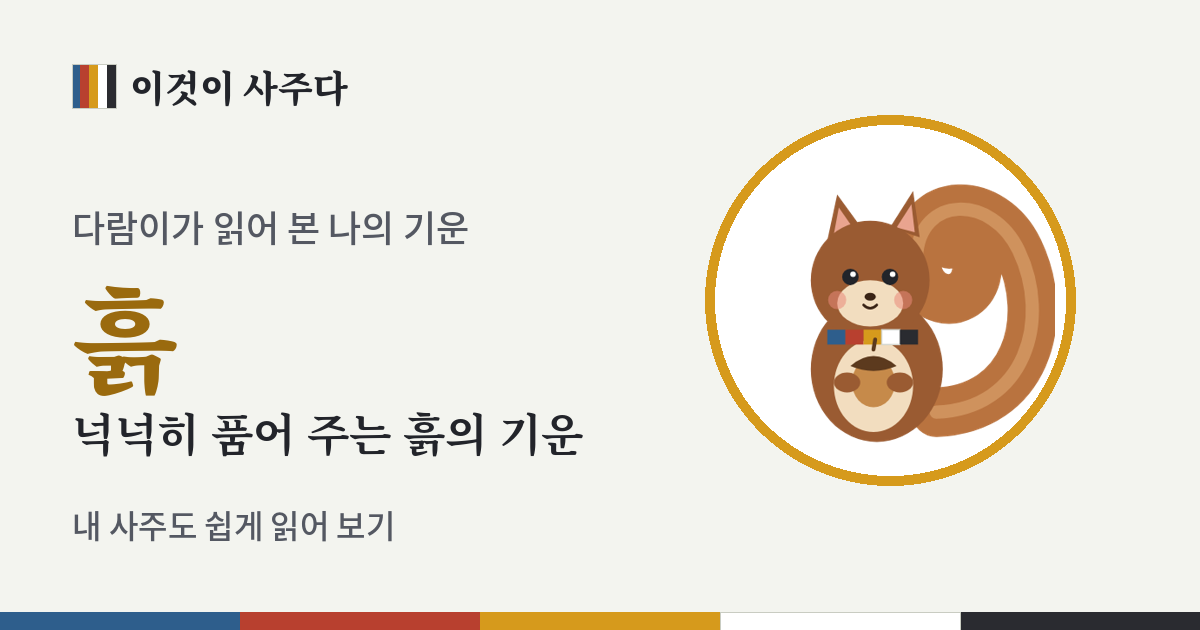 이것이 사주다
다람이가 읽어 본 나의 기운
흙
넉넉히 품어 주는 흙의 기운
내 사주도 쉽게 읽어 보기